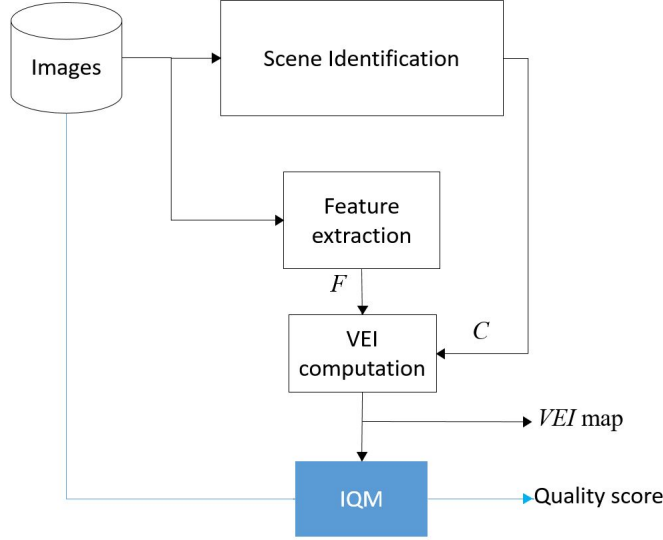 Images
Scene Identification
Feature
extraction
F
VEI
computation
C
VEI map
IQM
Quality score